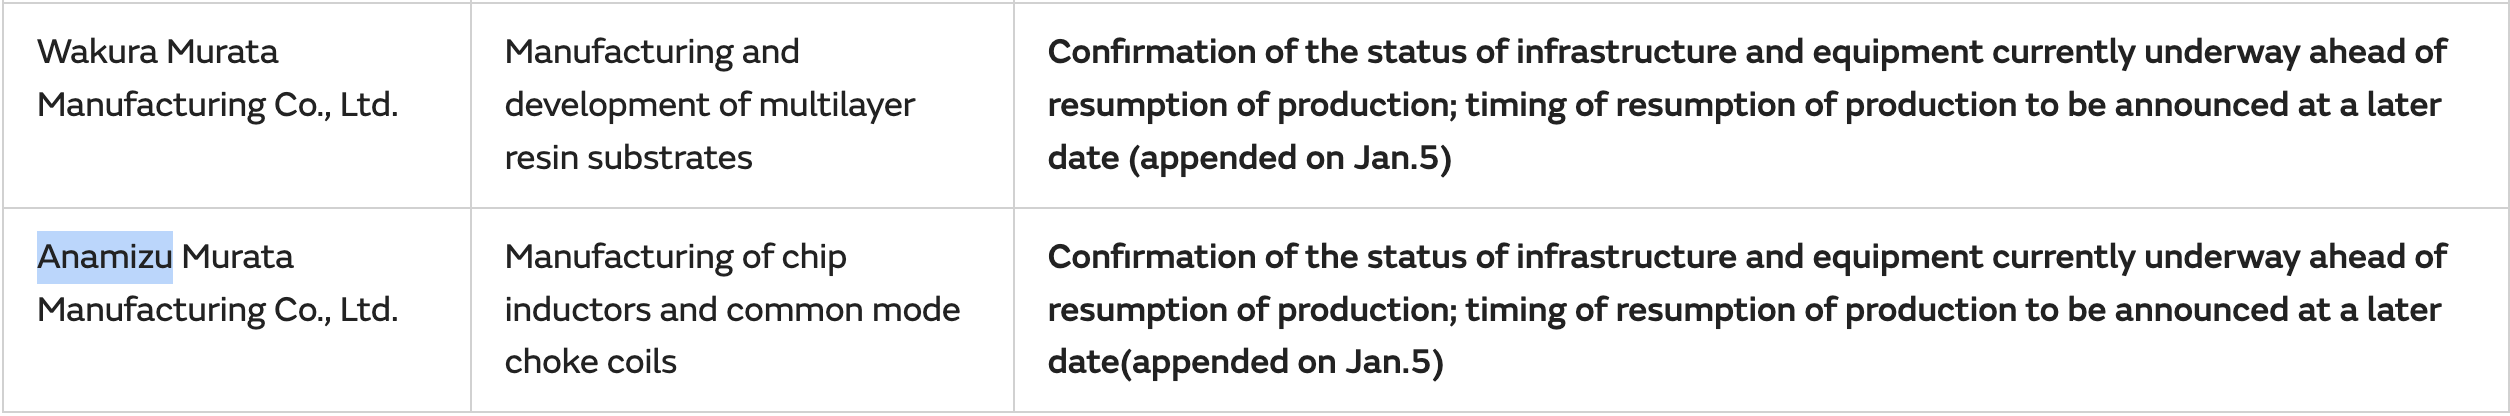 Wakura Murata
Manufacturing Co., Ltd.
Manufacturing and
development of multilayer
resin substrates
Confirmation of the status of infrastructure and equipment currently underway ahead of
resumption of production; timing of resumption of production to be announced at a later
date (appended on Jan.5)
Anamizu Murata
Manufacturing Co., Ltd.
Manufacturing of chip
inductors and common mode
choke coils
Confirmation of the status of infrastructure and equipment currently underway ahead of
resumption of production; timing of resumption of production to be announced at a later
date(appended on Jan.5)